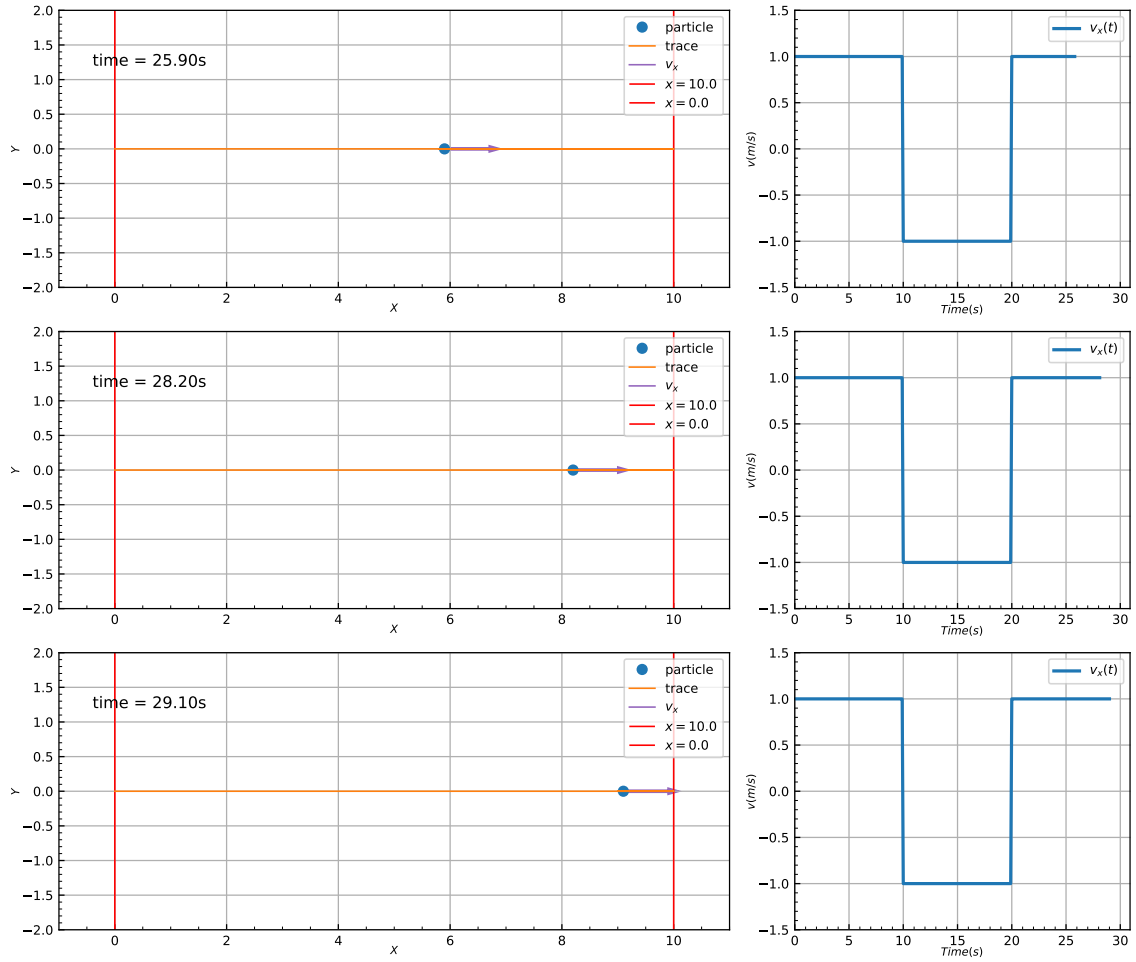 2.0
1.5
1.0
0.5
0.0
−0.5
−1.0
−1.5
−2.0
Y
time = 25.90s
particle
trace
v_x
x = 10.0
x = 0.0
0 2 4 6 8 10
X
1.5
1.0
0.5
0.0
−0.5
−1.0
−1.5
v(m/s)
v_x(t)
0 5 10 15 20 25 30
Time(s)
2.0
1.5
1.0
0.5
0.0
−0.5
−1.0
−1.5
−2.0
Y
time = 28.20s
particle
trace
v_x
x = 10.0
x = 0.0
0 2 4 6 8 10
X
1.5
1.0
0.5
0.0
−0.5
−1.0
−1.5
v(m/s)
v_x(t)
0 5 10 15 20 25 30
Time(s)
2.0
1.5
1.0
0.5
0.0
−0.5
−1.0
−1.5
−2.0
Y
time = 29.10s
particle
trace
v_x
x = 10.0
x = 0.0
0 2 4 6 8 10
X
1.5
1.0
0.5
0.0
−0.5
−1.0
−1.5
v(m/s)
v_x(t)
0 5 10 15 20 25 30
Time(s)